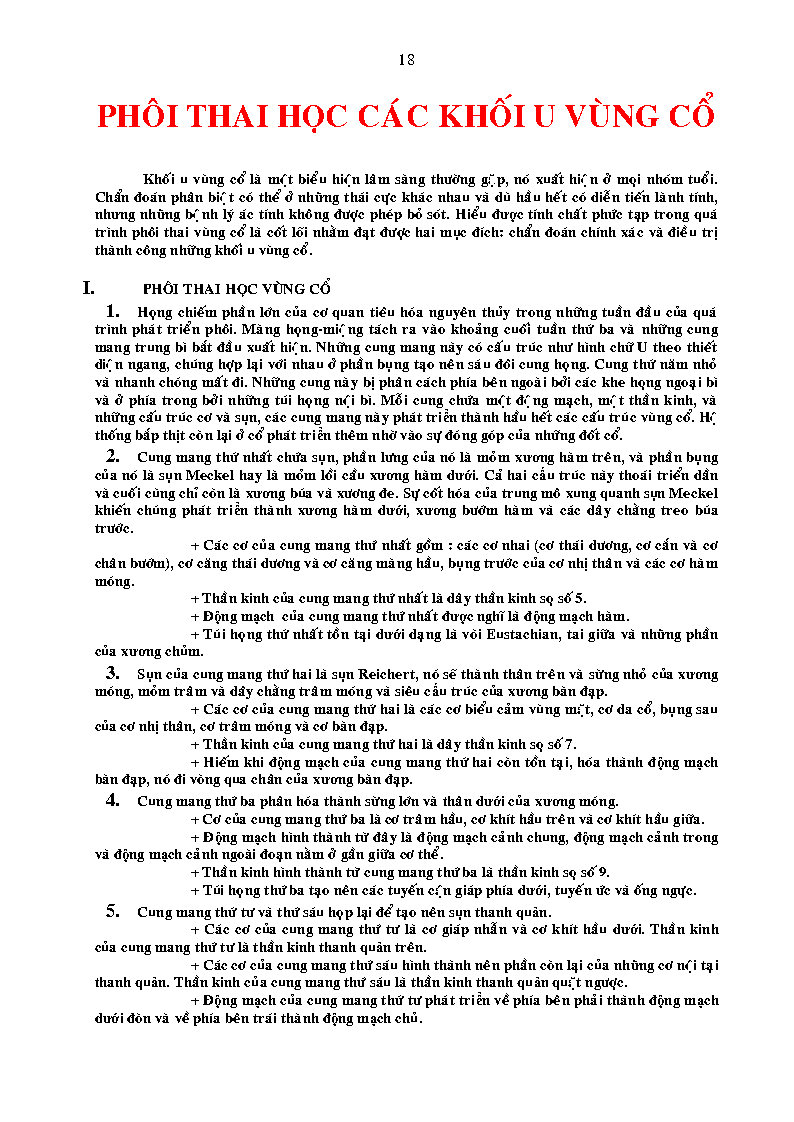 18
PHÔI THAI HỌC CÁC KHỐI U VÙNG CỔ
Khối u vùng cổ là một biểu hiện lâm sàng thường gặp, nó xuất hiện ở mọi nhóm tuổi.
Chẩn đoán phân biệt có thể ở những thái cực khác nhau và dù hầu hết có diễn tiến lành tính,
nhưng những bệnh lý ác tính không được phép bỏ sót. Hiểu được tính chất phức tạp trong quá
trình phôi thai vùng cổ là cốt lõi nhằm đạt được hai mục đích: chẩn đoán chính xác và điều trị
thành công những khối u vùng cổ.
I. PHÔI THAI HỌC VÙNG CỔ
1. Họng chiếm phần lớn của cơ quan tiêu hóa nguyên thủy trong những tuần đầu của quá
trình phát triển phôi. Màng họng-miệng tách ra vào khoảng cuối tuần thứ ba và những cung
mang trung bì bắt đầu xuất hiện. Những cung mang này có cấu trúc như hình chữ U theo thiết
diện ngang, chúng hợp lại với nhau ở phần bụng tạo nên sáu đôi cung họng. Cung thứ năm nhỏ
và nhanh chóng mất đi. Những cung này bị phân cách phía bên ngoài bởi các khe họng ngoại bì
và ở phía trong bởi những túi họng nội bì. Mỗi cung chứa một động mạch, một thần kinh, và
những cấu trúc cơ và sụn, các cung mang này phát triển thành hầu hết các cấu trúc vùng cổ. Hệ
thống bắp thịt còn lại ở cổ phát triển thêm nhờ vào sự đóng góp của những đốt cổ.
2. Cung mang thứ nhất chứa sụn, phần lưng của nó là mỏm xương hàm trên, và phần bụng
của nó là sụn Meckel hay là mỏm lồi cầu xương hàm dưới. Cả hai cấu trúc này thoái triển dần
và cuối cùng chỉ còn là xương búa và xương đe. Sự cốt hóa của trung mô xung quanh sụn Meckel
khiến chúng phát triển thành xương hàm dưới, xương bướm hàm và các dây chằng treo búa
trước.
+ Các cơ của cung mang thứ nhất gồm : các cơ nhai (cơ thái dương, cơ cắn và cơ
chân bướm), cơ căng thái dương và cơ căng màng hầu, bụng trước của cơ nhị thân và các cơ hàm
móng.
+ Thần kinh của cung mang thứ nhất là dây thần kinh sọ số 5.
+ Động mạch của cung mang thứ nhất được nghĩ là động mạch hàm.
+ Túi họng thứ nhất tồn tại dưới dạng là vòi Eustachian, tai giữa và những phần
của xương chủm.
3. Sụn của cung mang thứ hai là sụn Reichert, nó sẽ thành thân trên và sừng nhỏ của xương
móng, mỏm trâm và dây chằng trâm móng và siêu cấu trúc của xương bàn đạp.
+ Các cơ của cung mang thứ hai là các cơ biểu cảm vùng mặt, cơ da cổ, bụng sau
của cơ nhị thân, cơ trâm móng và cơ bàn đạp.
+ Thần kinh của cung mang thứ hai là dây thần kinh sọ số 7.
+ Hiếm khi động mạch của cung mang thứ hai còn tồn tại, hóa thành động mạch
bàn đạp, nó đi vòng qua chân của xương bàn đạp.
4. Cung mang thứ ba phân hóa thành sừng lớn và thân dưới của xương móng.
+ Cơ của cung mang thứ ba là cơ trâm hầu, cơ khít hầu trên và cơ khít hầu giữa.
+ Động mạch hình thành từ đây là động mạch cảnh chung, động mạch cảnh trong
và động mạch cảnh ngoài đoạn nằm ở gần giữa cơ thể.
+ Thần kinh hình thành từ cung mang thứ ba là thần kinh sọ số 9.
+ Túi họng thứ ba tạo nên các tuyến cận giáp phía dưới, tuyến ức và ống ngực.
5. Cung mang thứ tư và thứ sáu họp lại để tạo nên sụn thanh quản.
+ Các cơ của cung mang thứ tư là cơ giáp nhẫn và cơ khít hầu dưới. Thần kinh
của cung mang thứ tư là thần kinh thanh quản trên.
+ Các cơ của cung mang thứ sáu hình thành nên phần còn lại của những cơ nội tại
thanh quản. Thần kinh của cung mang thứ sáu là thần kinh thanh quản quặt ngược.
+ Động mạch của cung mang thứ tư phát triển về phía bên phải thành động mạch
dưới đòn và về phía bên trái thành động mạch chủ.